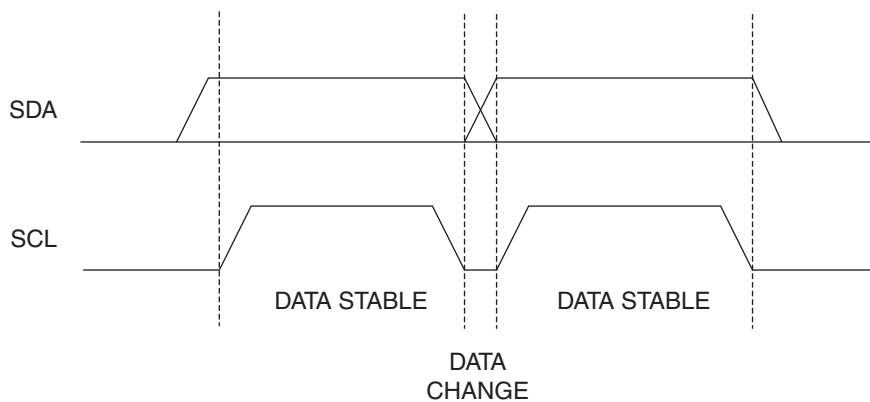 SDA
SCL
DATA STABLE
DATA STABLE
DATA
CHANGE